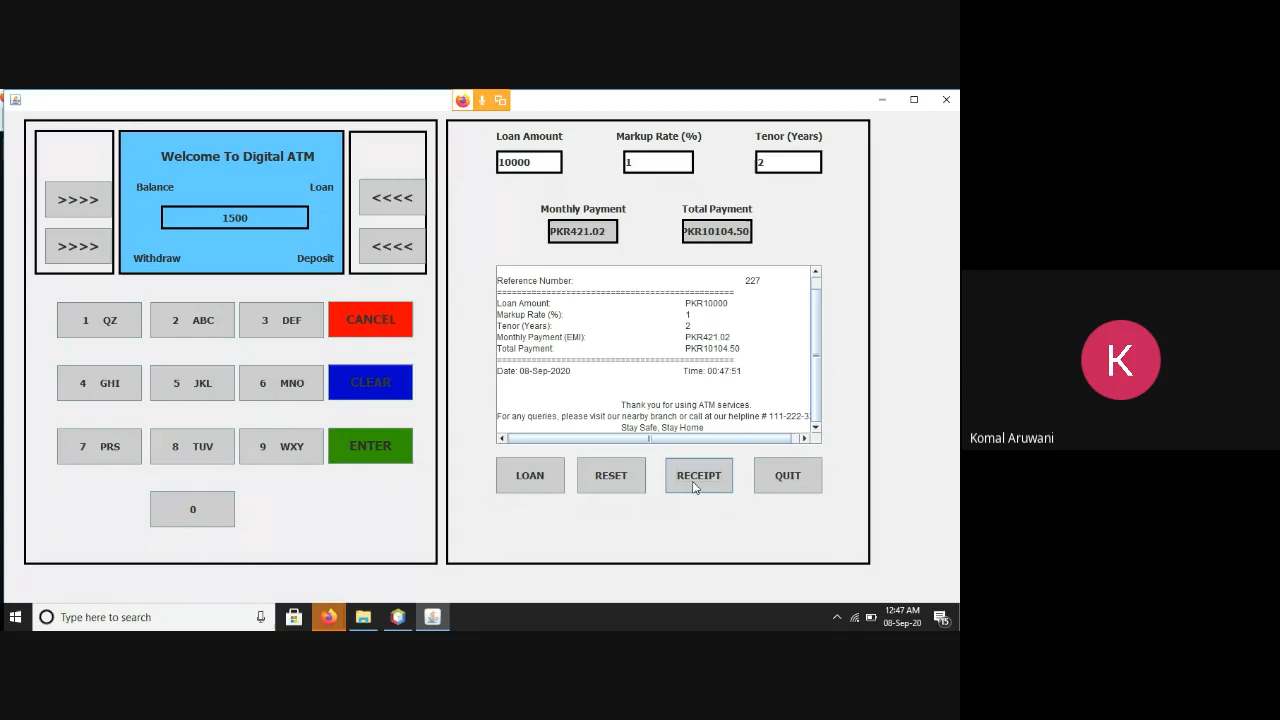 Welcome To Digital ATM
Balance Loan
1500
Withdraw Deposit
>>>> <<<<
>>>> <<<<
1 QZ 2 ABC 3 DEF CANCEL
4 GHI 5 JKL 6 MNO CLEAR
7 PRS 8 TUV 9 WXY ENTER
0
Loan Amount Markup Rate (%) Tenor (Years)
10000 1 2
Monthly Payment Total Payment
PKR421.02 PKR10104.50
Reference Number: 227
================================================
Loan Amount: PKR10000
Markup Rate (%): 1
Tenor (Years): 2
Monthly Payment (EMI): PKR421.02
Total Payment: PKR10104.50
================================================
Date: 08-Sep-2020 Time: 00:47:51
Thank you for using ATM services.
For any queries, please visit our nearby branch or call at our helpline # 111-222-3
Stay Safe, Stay Home
LOAN RESET RECEIPT QUIT
K
Komal Aruwani
Type here to search
12:47 AM
08-Sep-20
15